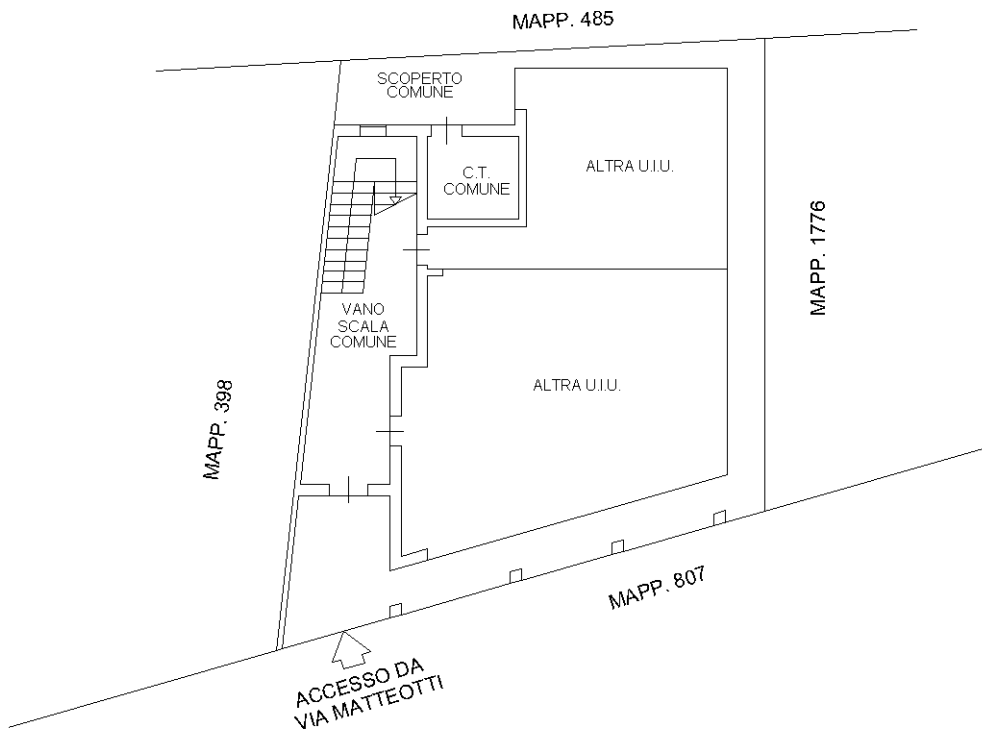 MAPP. 485
SCOPERTO
COMUNE
ALTRA U.I.U.
C.T.
COMUNE
MAPP. 1776
VANO
SCALA
COMUNE
ALTRA U.I.U.
MAPP. 398
MAPP. 807
ACCESSO DA
VIA MATTEOTTI